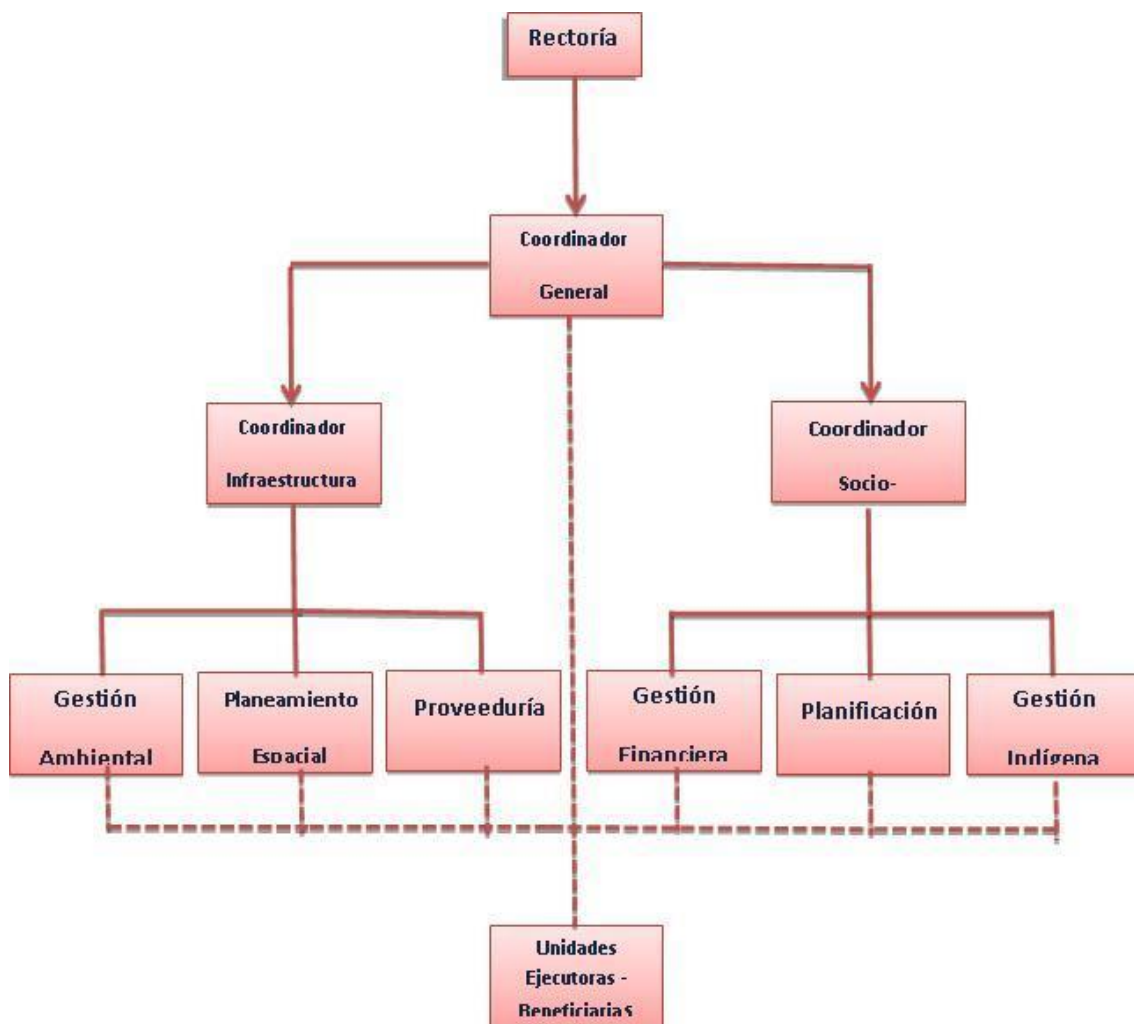 Rectoría
Coordinador
General
Coordinador
Infraestructura
Coordinador
Socio-
Gestión
Ambiental
Planeamiento
Espacial
Proveeduría
Gestión
Financiera
Planificación
Gestión
Indígena
Unidades
Ejecutoras -
Beneficiarias